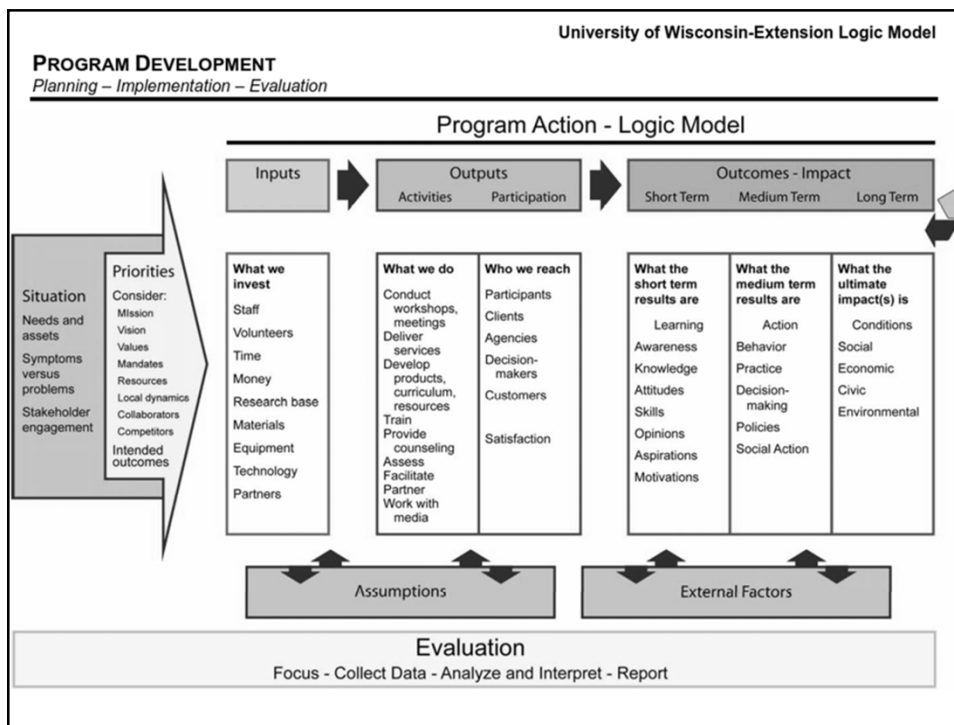 University of Wisconsin-Extension Logic Model
PROGRAM DEVELOPMENT
Planning – Implementation – Evaluation
Program Action - Logic Model
Inputs
Outputs
Activities Participation
Outcomes - Impact
Short Term Medium Term Long Term
Situation
Needs and
assets
Symptoms
versus
problems
Stakeholder
engagement
Priorities
Consider:
MIssion
Vision
Values
Mandates
Resources
Local dynamics
Collaborators
Competitors
Intended
outcomes
What we
invest
Staff
Volunteers
Time
Money
Research base
Materials
Equipment
Technology
Partners
What we do
Conduct
workshops,
meetings
Deliver
services
Develop
products,
curriculum,
resources
Train
Provide
counseling
Assess
Facilitate
Partner
Work with
media
Who we reach
Participants
Clients
Agencies
Decision-
makers
Customers
Satisfaction
What the
short term
results are
Learning
Awareness
Knowledge
Attitudes
Skills
Opinions
Aspirations
Motivations
What the
medium term
results are
Action
Behavior
Practice
Decision-
making
Policies
Social Action
What the
ultimate
impact(s) is
Conditions
Social
Economic
Civic
Environmental
Assumptions
External Factors
Evaluation
Focus - Collect Data - Analyze and Interpret - Report